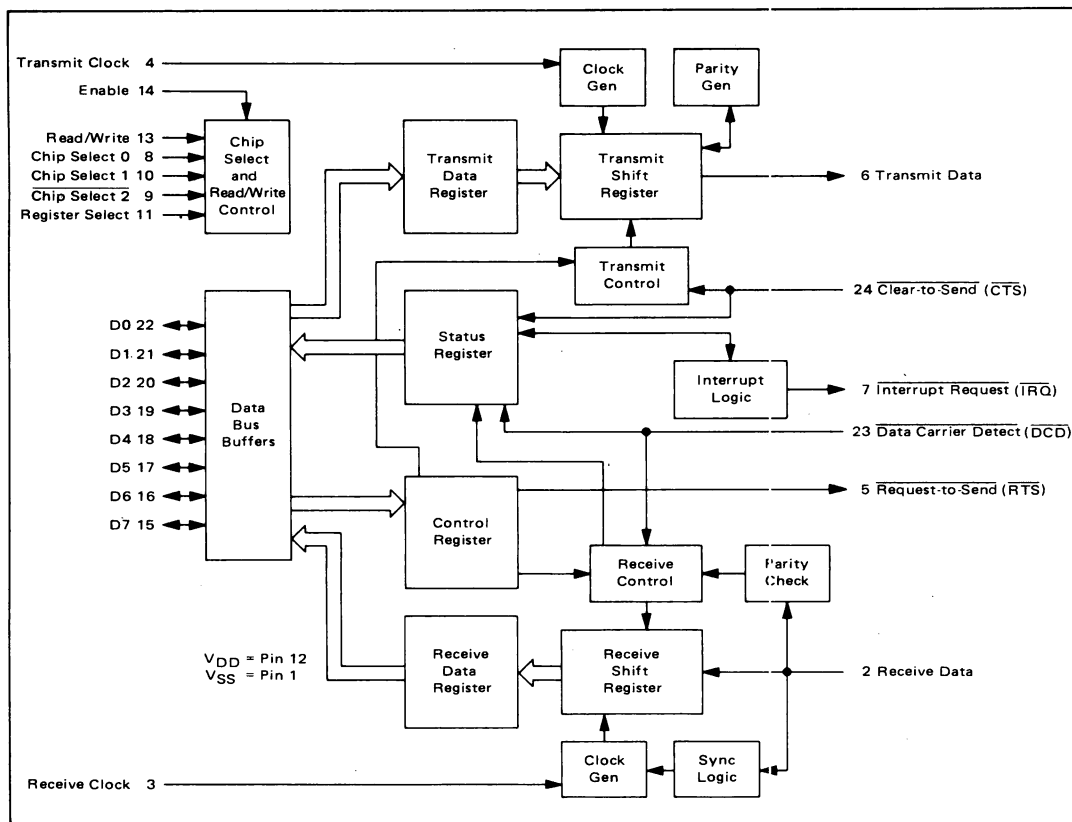 Transmit Clock 4
Clock
Gen
Parity
Gen
Enable 14
Read/Write 13
Chip Select 0 8
Chip Select 1 10
Chip Select 2 9
Register Select 11
Chip
Select
and
Read/Write
Control
Transmit
Data
Register
Transmit
Shift
Register
6 Transmit Data
Transmit
Control
24 Clear-to-Send (CTS)
D0 22
D1 21
D2 20
D3 19
D4 18
D5 17
D6 16
D7 15
Data
Bus
Buffers
Status
Register
Interrupt
Logic
7 Interrupt Request (IRQ)
23 Data Carrier Detect (DCD)
5 Request-to-Send (RTS)
Control
Register
Receive
Control
Parity
Check
VDD = Pin 12
VSS = Pin 1
Receive
Data
Register
Receive
Shift
Register
2 Receive Data
Receive Clock 3
Clock
Gen
Sync
Logic